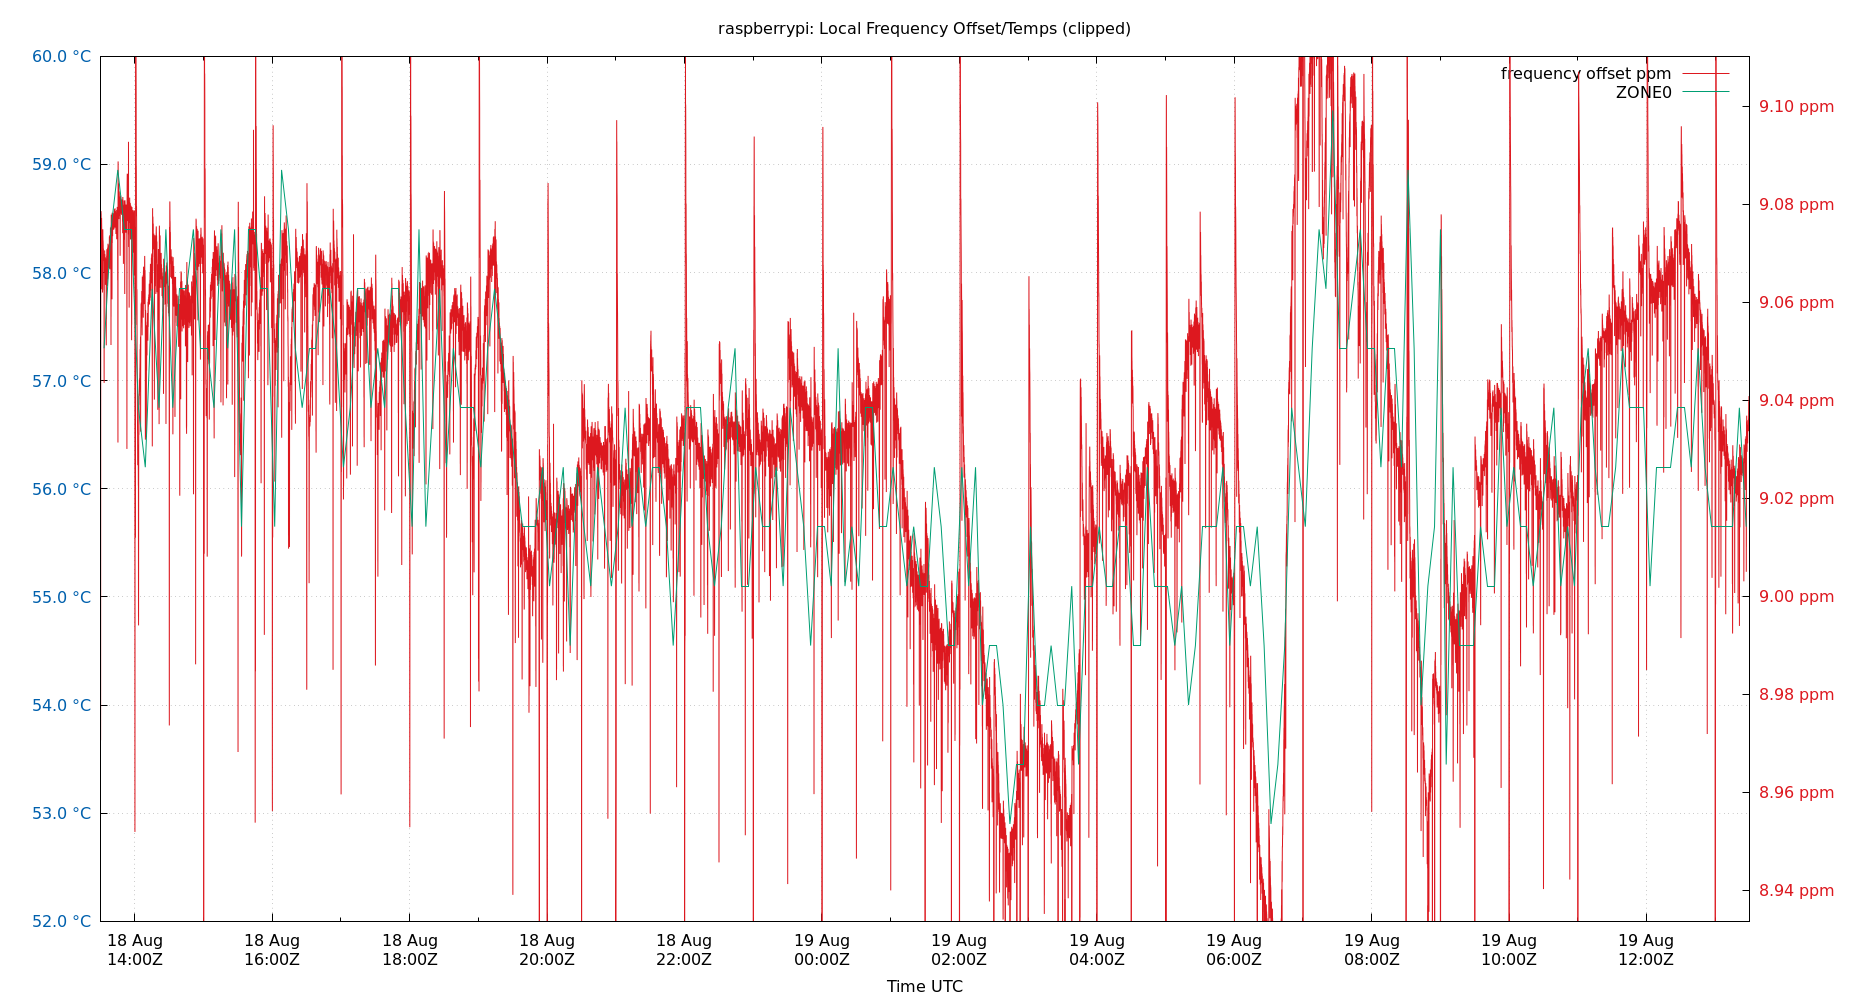 raspberrypi: Local Frequency Offset/Temps (clipped)
60.0 °C
59.0 °C
58.0 °C
57.0 °C
56.0 °C
55.0 °C
54.0 °C
53.0 °C
52.0 °C
frequency offset ppm
ZONE0
9.10 ppm
9.08 ppm
9.06 ppm
9.04 ppm
9.02 ppm
9.00 ppm
8.98 ppm
8.96 ppm
8.94 ppm
18 Aug 18 Aug 18 Aug 18 Aug 18 Aug 19 Aug 19 Aug 19 Aug 19 Aug 19 Aug 19 Aug 19 Aug
14:00Z 16:00Z 18:00Z 20:00Z 22:00Z 00:00Z 02:00Z 04:00Z 06:00Z 08:00Z 10:00Z 12:00Z
Time UTC